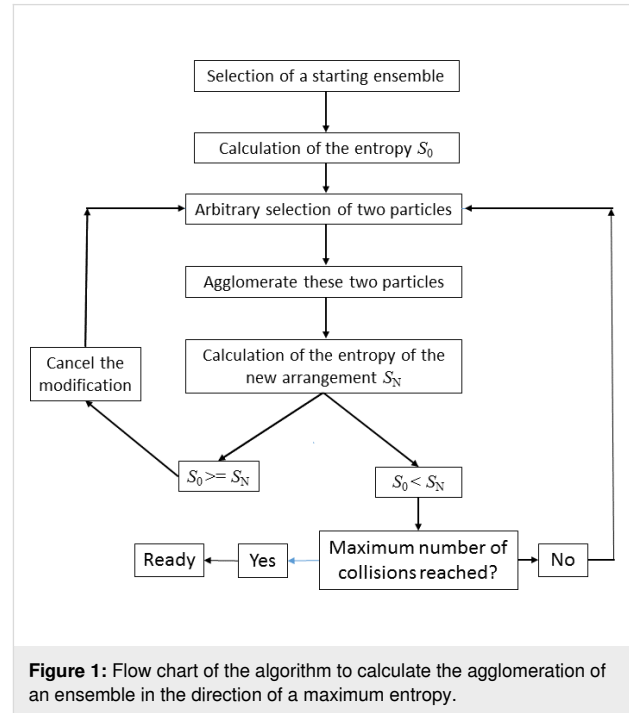 Selection of a starting ensemble
Calculation of the entropy S₀
Arbitrary selection of two particles
Agglomerate these two particles
Calculation of the entropy of the
new arrangement S_N
Cancel the
modification
S₀>= S_N
S₀< S_N
Maximum number of
collisions reached?
Ready
Yes
No
Figure 1: Flow chart of the algorithm to calculate the agglomeration of
an ensemble in the direction of a maximum entropy.